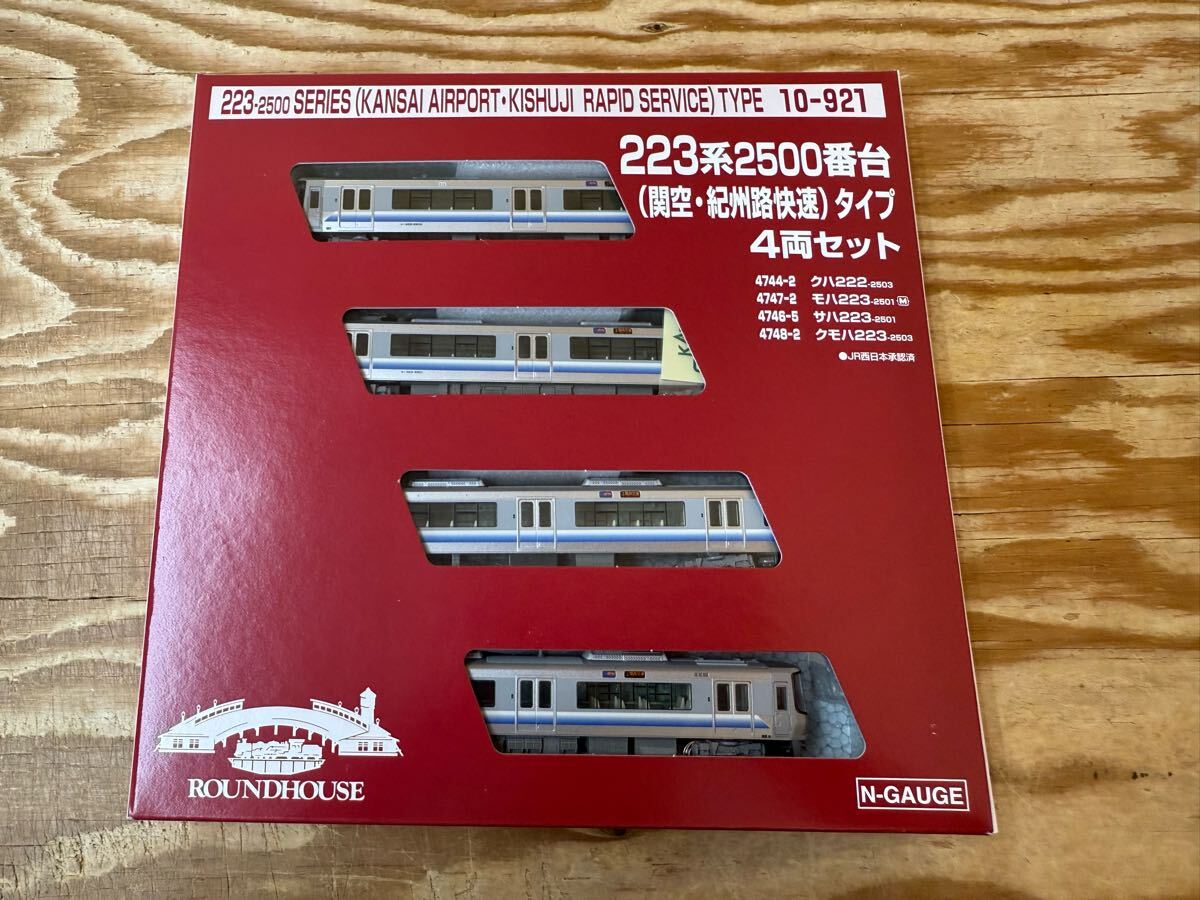 223-2500 SERIES (KANSAI AIRPORT・KISHUJI RAPID SERVICE) TYPE 10-921
223系2500番台
(関空・紀州路快速) タイプ
4両セット
4744-2 クハ222-2503
4747-2 モハ223-2501 Ⓜ
4746-5 サハ223-2501
4748-2 クモハ223-2503
●JR西日本承認済
ROUNDHOUSE
N-GAUGE